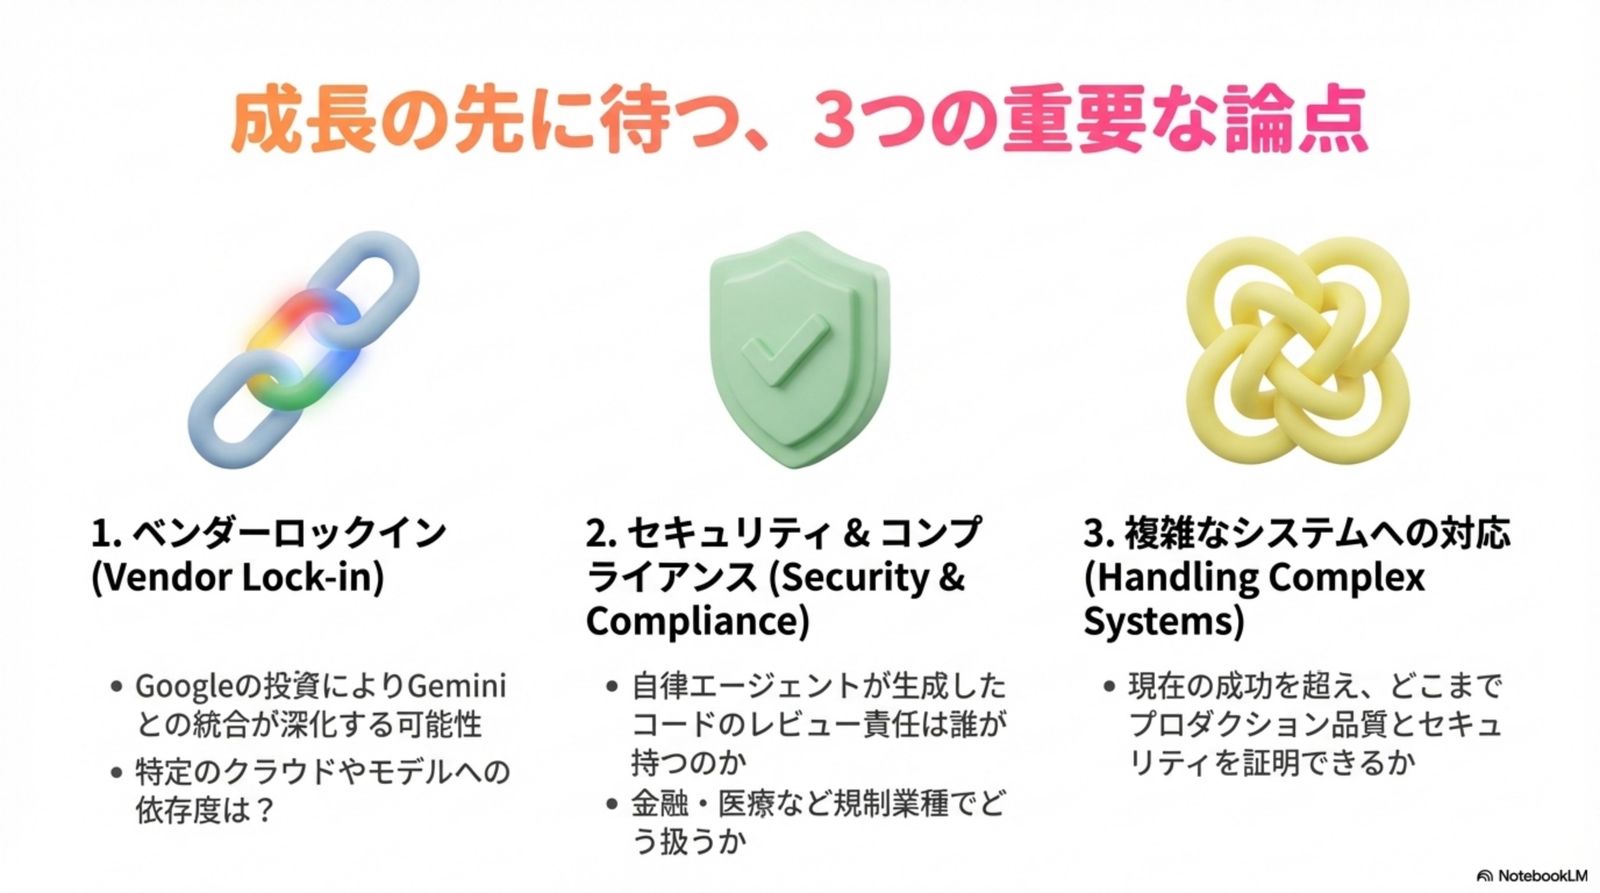 成長の先に待つ、3つの重要な論点
1. ベンダーロックイン
(Vendor Lock-in)
• Googleの投資によりGemini
との統合が深化する可能性
• 特定のクラウドやモデルへの
依存度は？
2. セキュリティ & コンプ
ライアンス (Security &
Compliance)
• 自律エージェントが生成した
コードのレビュー責任は誰が
持つのか
• 金融・医療など規制業種でど
う扱うか
3. 複雑なシステムへの対応
(Handling Complex
Systems)
• 現在の成功を超え、どこまで
プロダクション品質とセキュ
リティを証明できるか
NotebookLM